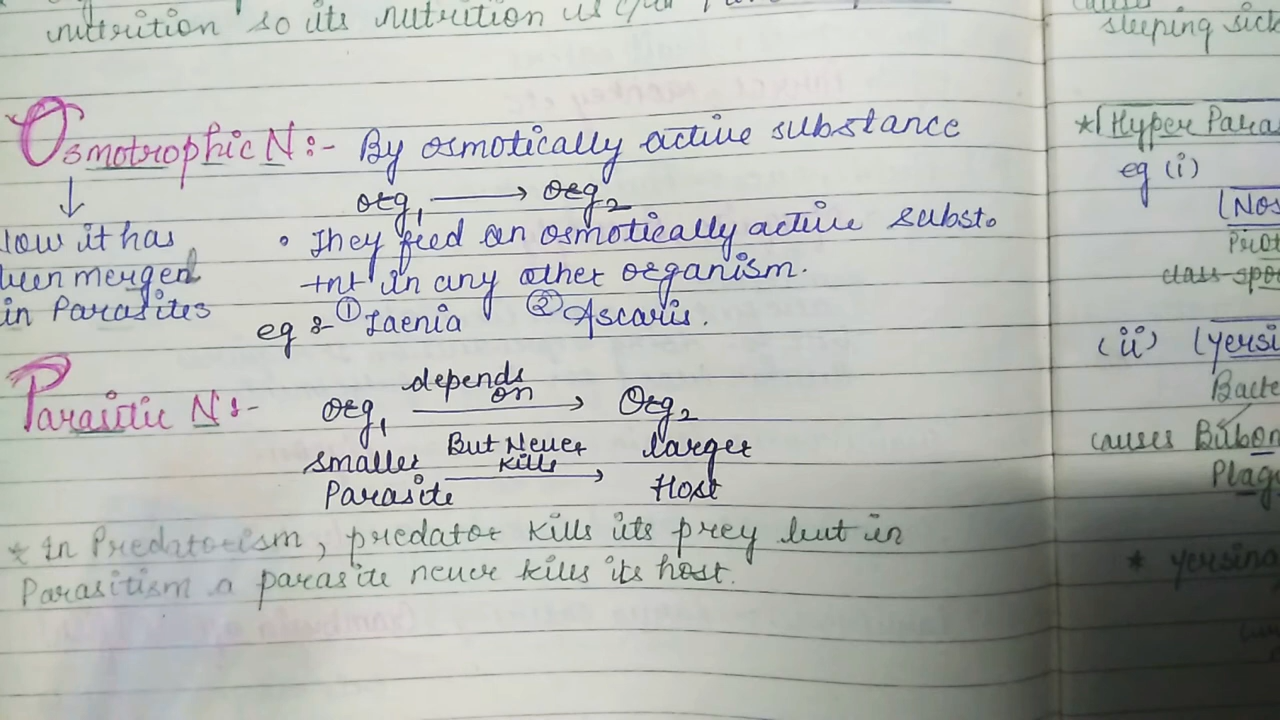 nutrition so its nutrition is
Osmotrophic N:- By osmotically active substance
org1 → org2
↓
Now it has been merged in Parasites
• They feed on osmotically active subst.
+nt in any other organism.
eg :- ① Taenia ② Ascaris.
Parasitic N:- Org1 depends on → Org2
smaller But Never kills → larger
Parasite Host
* in Predatorism, predator kills its prey but in
Parasitism a parasite never kills its host.
sleeping sick
*Hyper Para
eg (i)
(Nos
Prot
class-spo
(ii) (yersi
Bacte
causes Bubon
Plag
* yersina